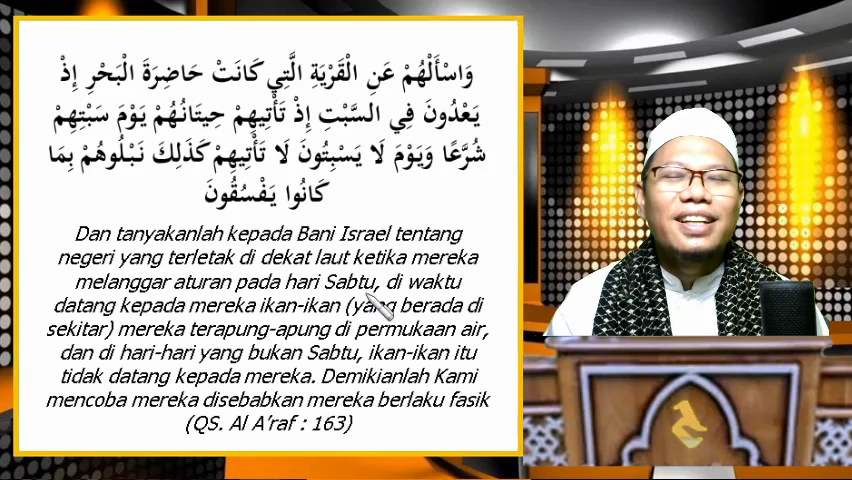 وَاسْأَلْهُمْ عَنِ الْقَرْيَةِ الَّتِي كَانَتْ حَاضِرَةَ الْبَحْرِ إِذْ
يَعْدُونَ فِي السَّبْتِ إِذْ تَأْتِيهِمْ حِيتَانُهُمْ يَوْمَ سَبْتِهِمْ
شُرَّعًا وَيَوْمَ لَا يَسْبِتُونَ لَا تَأْتِيهِمْ كَذَلِكَ نَبْلُوهُمْ بِمَا
كَانُوا يَفْسُقُونَ
Dan tanyakanlah kepada Bani Israel tentang
negeri yang terletak di dekat laut ketika mereka
melanggar aturan pada hari Sabtu, di waktu
datang kepada mereka ikan-ikan (yang berada di
sekitar) mereka terapung-apung di permukaan air,
dan di hari-hari yang bukan Sabtu, ikan-ikan itu
tidak datang kepada mereka. Demikianlah Kami
mencoba mereka disebabkan mereka berlaku fasik
(QS. Al A'raf : 163)